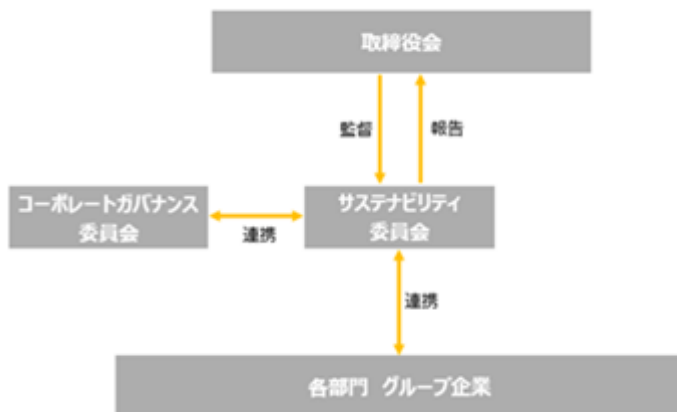 取締役会
監督
報告
コーポレートガバナンス
委員会
連携
サステナビリティ
委員会
連携
各部門 グループ企業